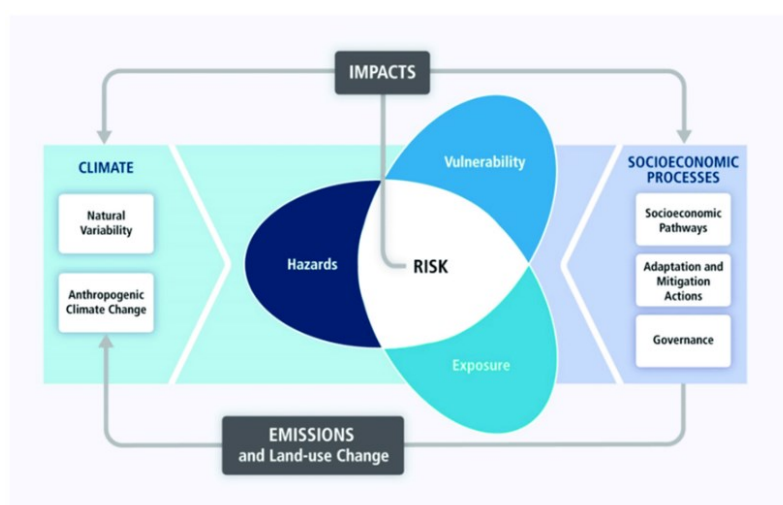 IMPACTS
CLIMATE
Natural
Variability
Anthropogenic
Climate Change
Vulnerability
Hazards
RISK
Exposure
SOCIOECONOMIC
PROCESSES
Socioeconomic
Pathways
Adaptation and
Mitigation
Actions
Governance
EMISSIONS
and Land-use Change